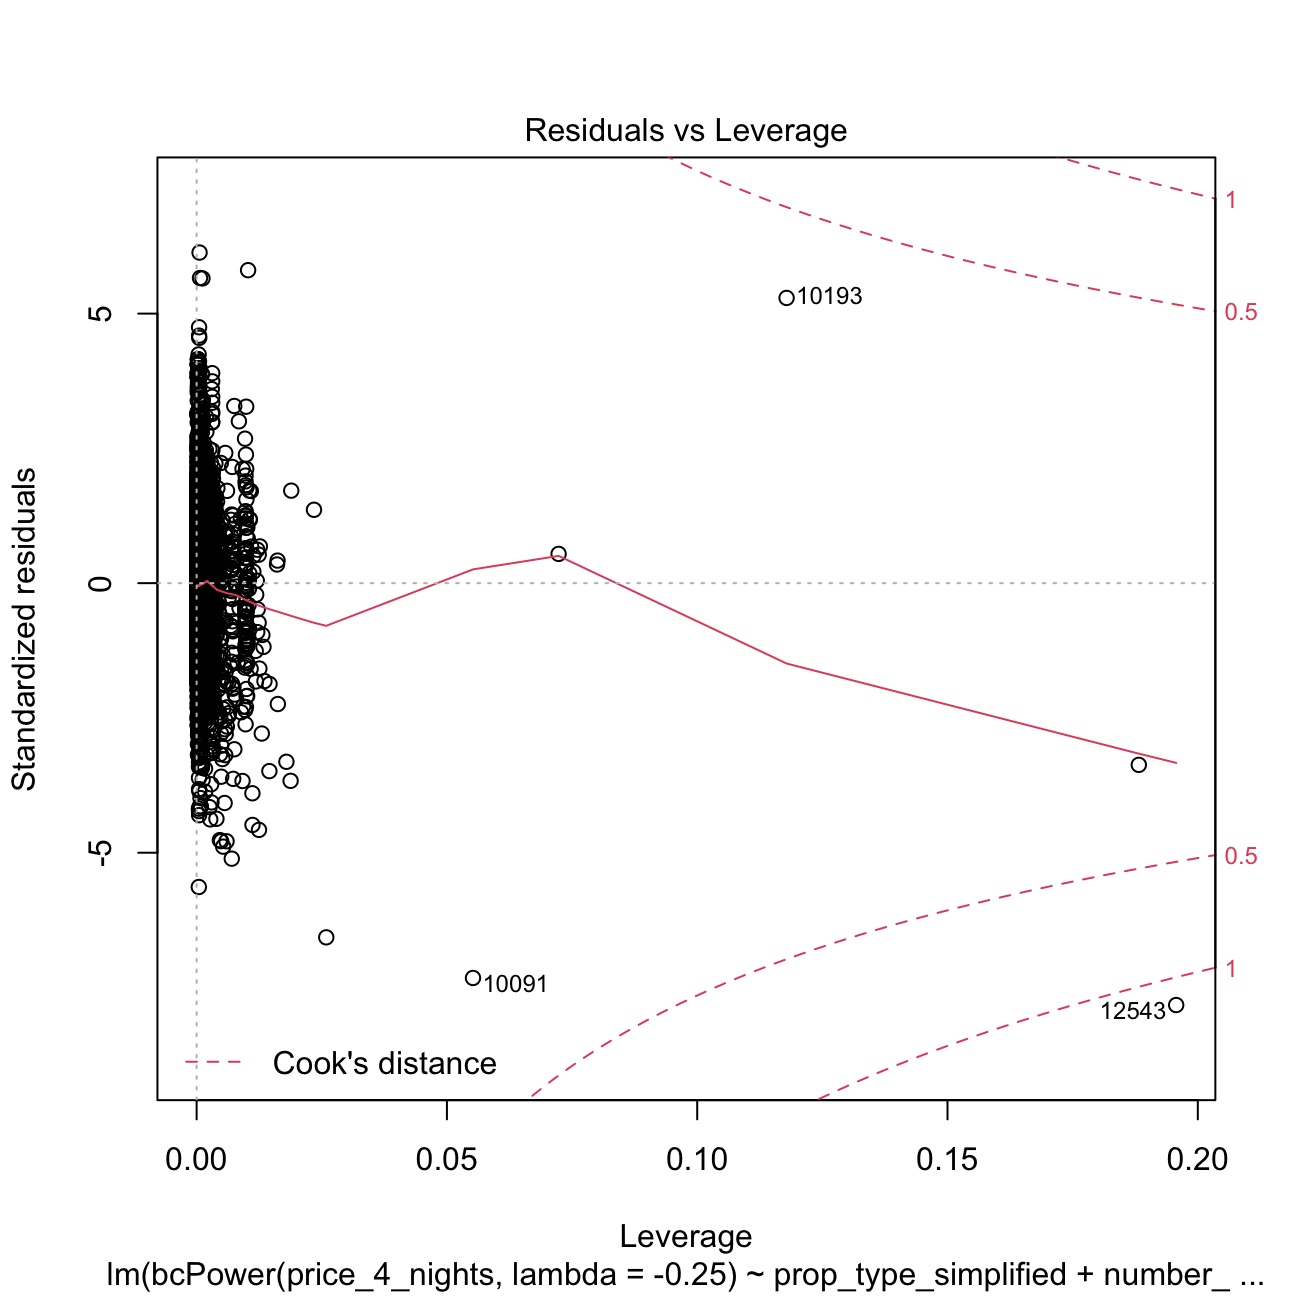 Residuals vs Leverage
1
0.5
10193
5
0
-5
Standardized residuals
0.5
1
10091
12543
Cook's distance
0.00 0.05 0.10 0.15 0.20
Leverage
lm(bcPower(price_4_nights, lambda = -0.25) ~ prop_type_simplified + number_ ...